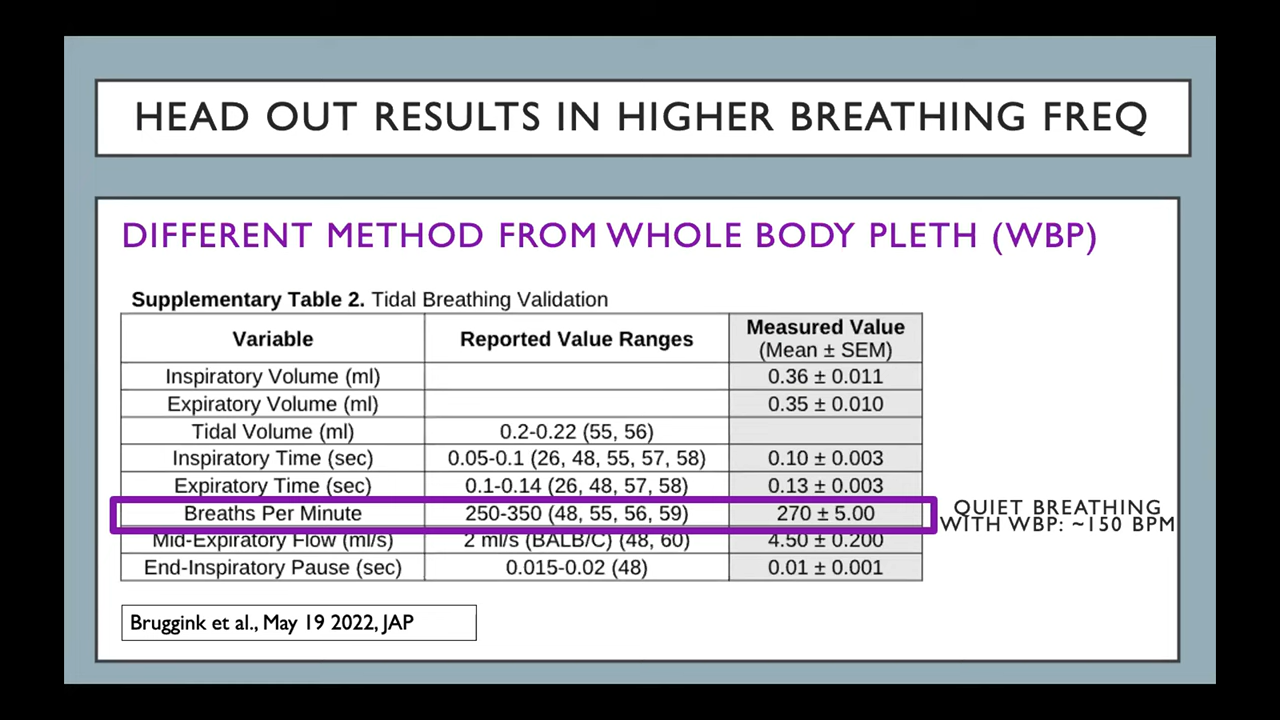 HEAD OUT RESULTS IN HIGHER BREATHING FREQ
DIFFERENT METHOD FROM WHOLE BODY PLETH (WBP)
Supplementary Table 2. Tidal Breathing Validation
Variable Reported Value Ranges Measured Value (Mean ± SEM)
Inspiratory Volume (ml) 0.36 ± 0.011
Expiratory Volume (ml) 0.35 ± 0.010
Tidal Volume (ml) 0.2-0.22 (55, 56)
Inspiratory Time (sec) 0.05-0.1 (26, 48, 55, 57, 58) 0.10 ± 0.003
Expiratory Time (sec) 0.1-0.14 (26, 48, 57, 58) 0.13 ± 0.003
Breaths Per Minute 250-350 (48, 55, 56, 59) 270 ± 5.00
QUIET BREATHING
WITH WBP: ~150 BPM
Mid-Expiratory Flow (ml/s) 2 ml/s (BALB/C) (48, 60) 4.50 ± 0.200
End-Inspiratory Pause (sec) 0.015-0.02 (48) 0.01 ± 0.001
Bruggink et al., May 19 2022, JAP